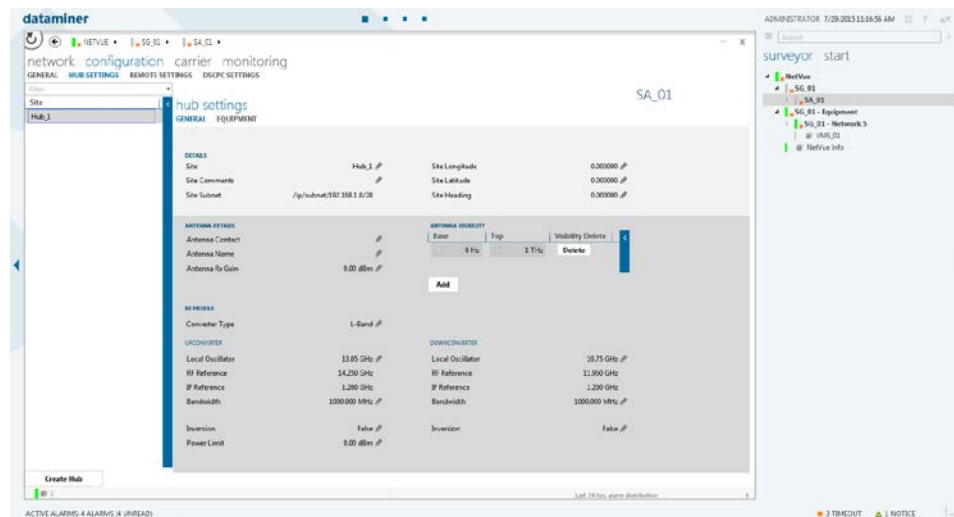 dataminer
ADMINISTRATOR 7/29/2015 11:16:56 AM ?
NETVUE SG_01 SA_01
Search
network configuration carrier monitoring
surveyor start
GENERAL HUB SETTINGS REMOTE SETTINGS DSCPC SETTINGS
Filter
Site
Hub_1
SA_01
hub settings
GENERAL EQUIPMENT
DETAILS
Site Hub_1 Site Longitude 0.000000
Site Comments Site Latitude 0.000000
Site Subnet /ip/subnet/192.168.1.0/28 Site Heading 0.000000
ANTENNA DETAILS ANTENNA VISIBILITY
Antenna Contact Base Top Visibility Delete
Antenna Name 0 Hz 1 THz Delete
Antenna Rx Gain 0.00 dBm
Add
RF PROFILE
Converter Type L-Band
UPCONVERTER DOWNCONVERTER
Local Oscillator 13.05 GHz Local Oscillator 10.75 GHz
RF Reference 14.250 GHz RF Reference 11.950 GHz
IF Reference 1.200 GHz IF Reference 1.200 GHz
Bandwidth 1000.000 MHz Bandwidth 1000.000 MHz
Inversion False Inversion False
Power Limit 0.00 dBm
Create Hub
1
Last 24 hrs. alarm distribution
NetVue
SG_01
SA_01
SG_01 - Equipment
SG_01 - Network 5
VMS_01
NetVue Info
ACTIVE ALARMS: 4 ALARMS (4 UNREAD)
3 TIMEOUT 1 NOTICE